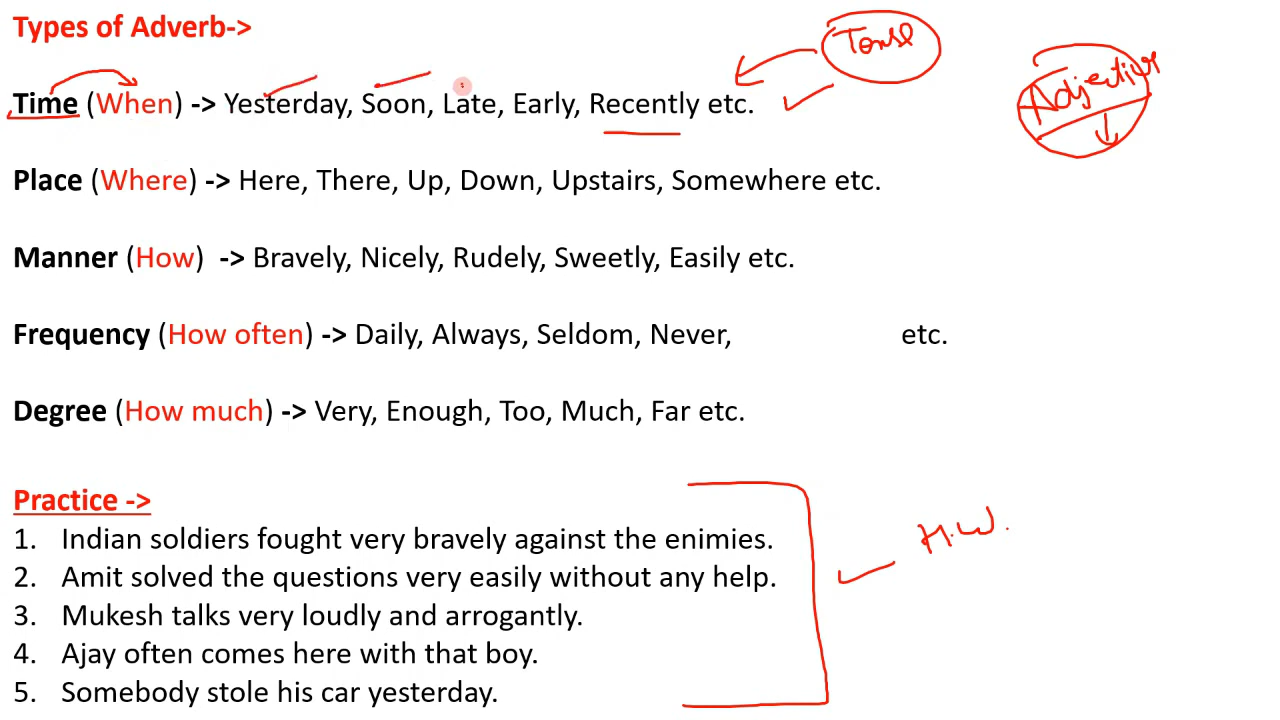 Types of Adverb->
Tense
Adjective
Time (When) -> Yesterday, Soon, Late, Early, Recently etc.
Place (Where) -> Here, There, Up, Down, Upstairs, Somewhere etc.
Manner (How) -> Bravely, Nicely, Rudely, Sweetly, Easily etc.
Frequency (How often) -> Daily, Always, Seldom, Never, etc.
Degree (How much) -> Very, Enough, Too, Much, Far etc.
Practice ->
1. Indian soldiers fought very bravely against the enimies.
H.W.
2. Amit solved the questions very easily without any help.
3. Mukesh talks very loudly and arrogantly.
4. Ajay often comes here with that boy.
5. Somebody stole his car yesterday.